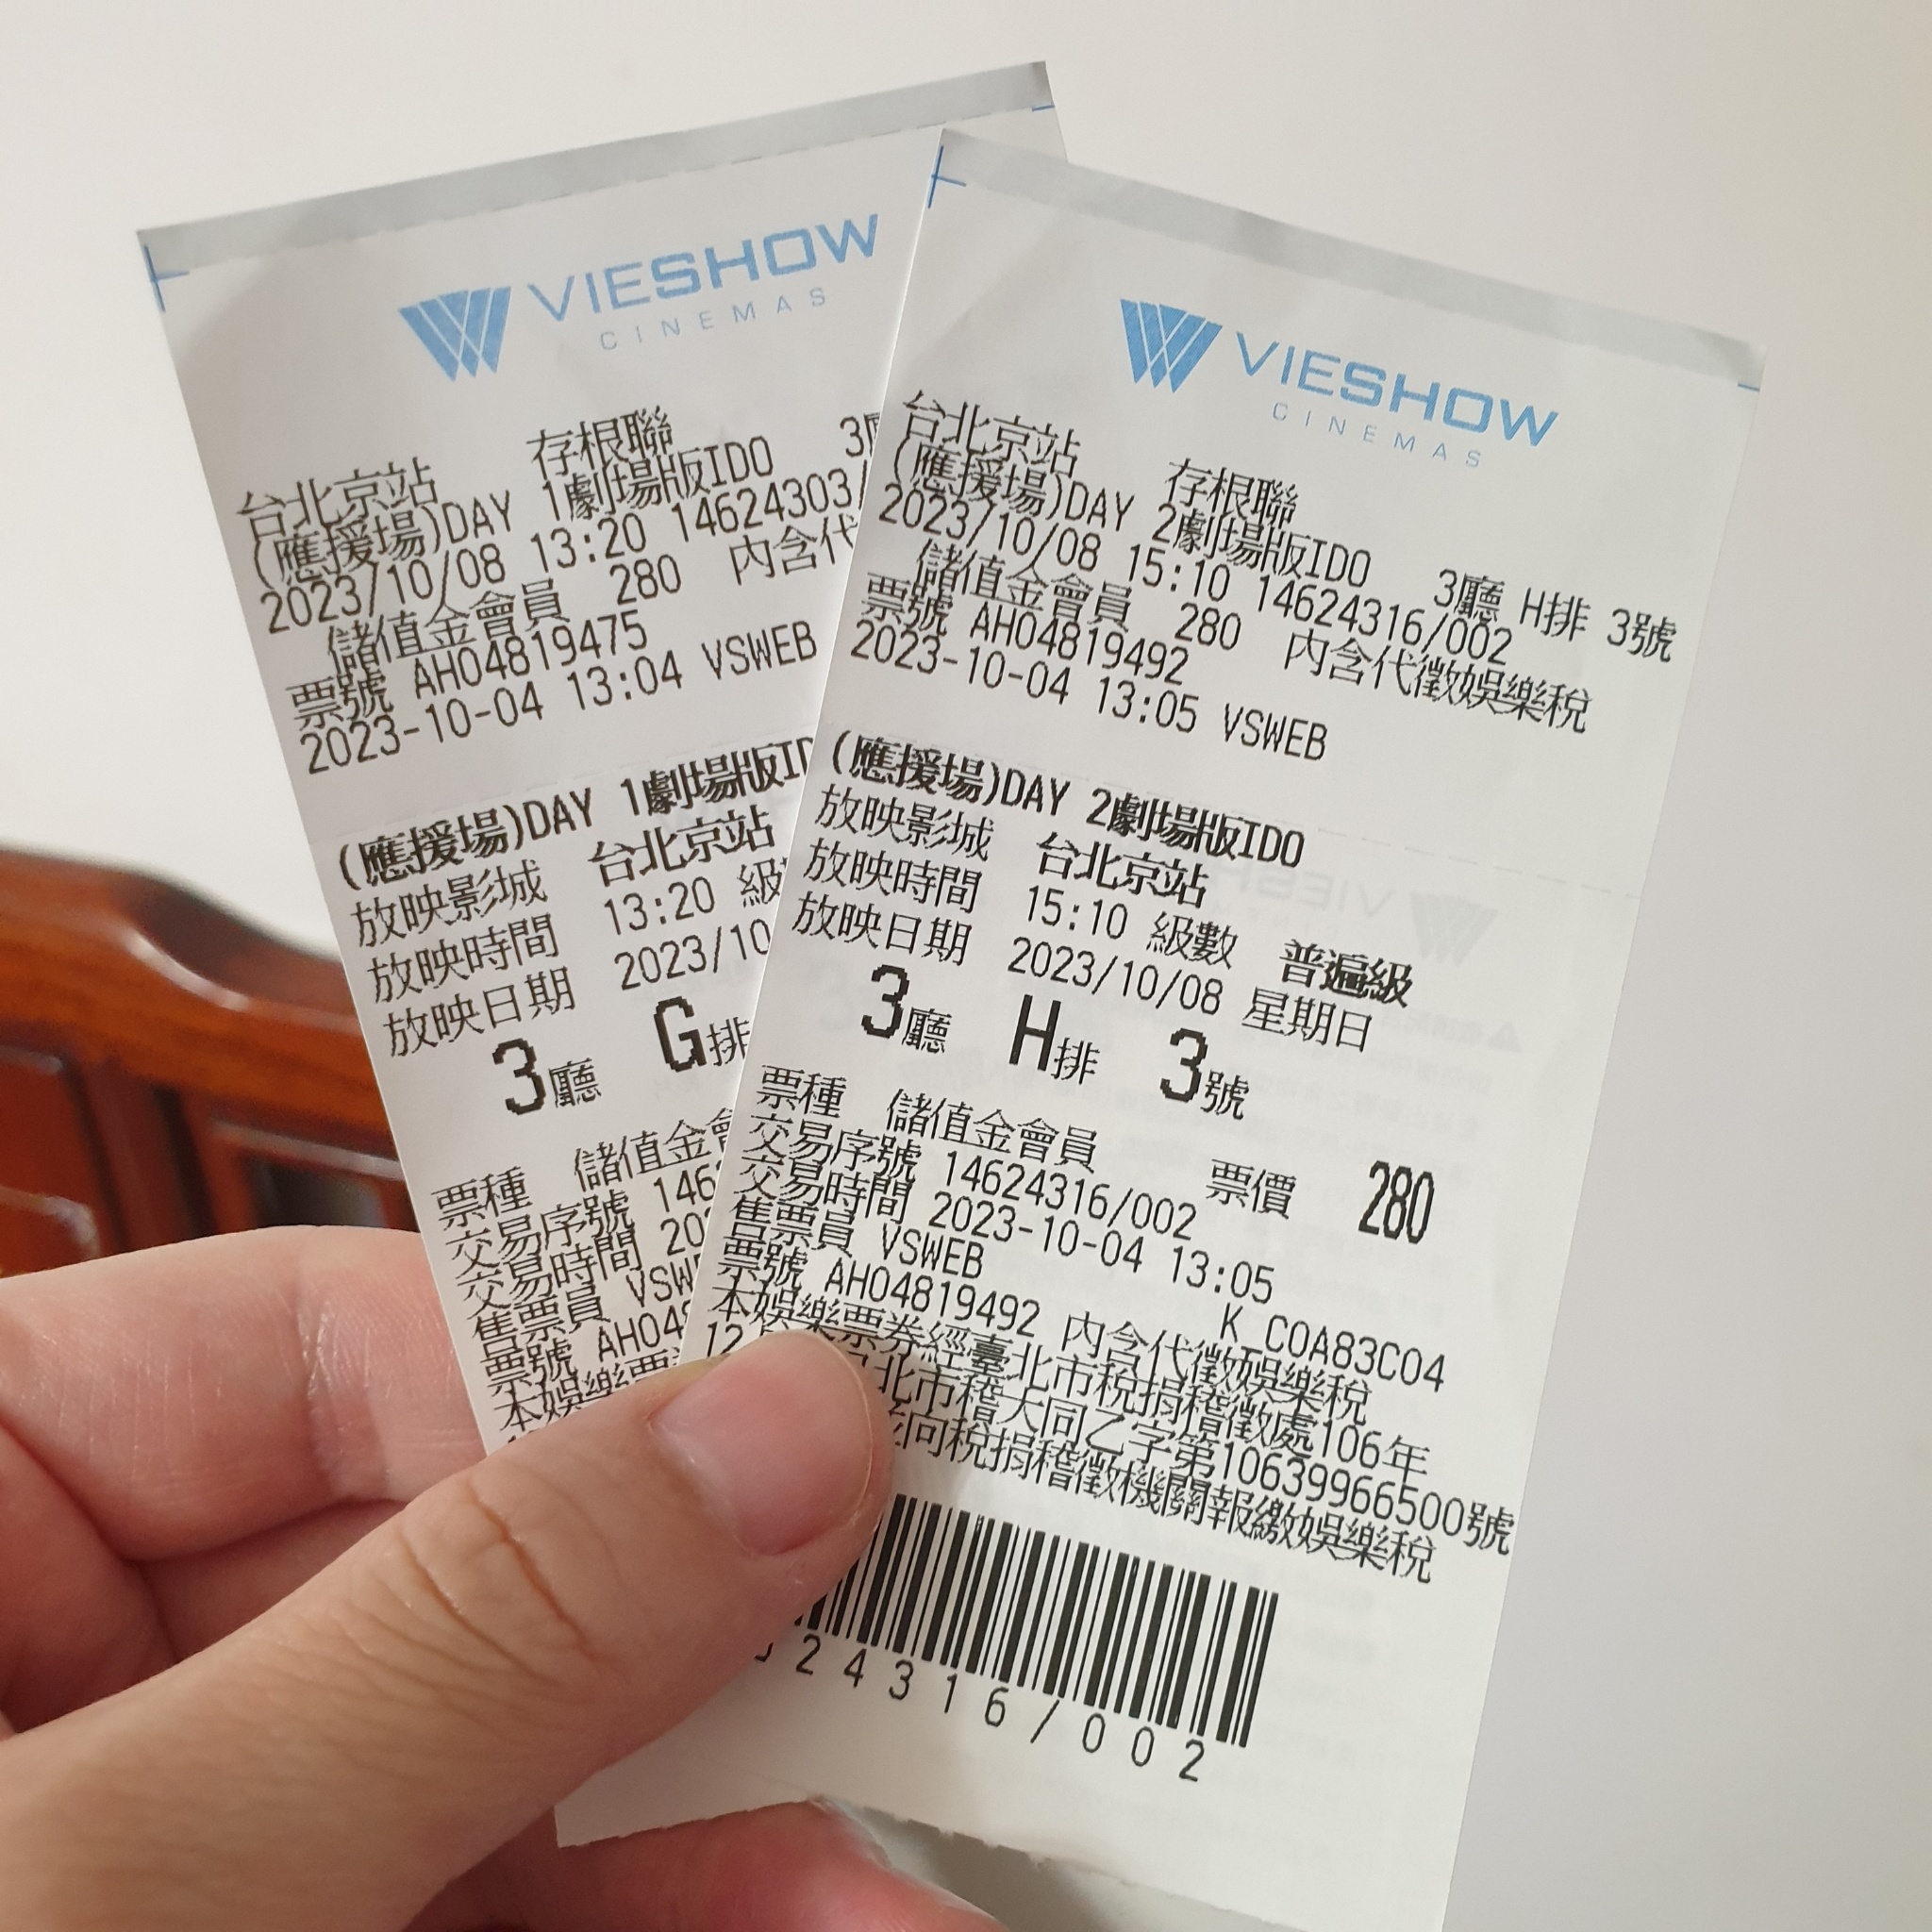 VIESHOW
CINEMAS
台北京站 存根聯
(應援場)DAY 1劇場版IDO 3
2023/10/08 13:20 14624303/
儲值金會員 280 內含代
票號 AH04819475
2023-10-04 13:04 VSWEB
(應援場)DAY 1劇場版ID
放映影城 台北京站
放映時間 13:20 級
放映日期 2023/10
3廳 G排
票種 儲值金會
交易序號 146
交易時間 20
售票員 VSW
票號 AH04
本娛樂票
VIESHOW
CINEMAS
台北京站 存根聯
(應援場)DAY 2劇場版IDO 3廳 H排 3號
2023/10/08 15:10 14624316/002
儲值金會員 280 內含代徵娛樂稅
票號 AH04819492
2023-10-04 13:05 VSWEB
(應援場)DAY 2劇場版IDO
放映影城 台北京站
放映時間 15:10 級數 普遍級
放映日期 2023/10/08 星期日
3廳 H排 3號
票種 儲值金會員 票價 280
交易序號 14624316/002
交易時間 2023-10-04 13:05
售票員 VSWEB K_C0A83C04
票號 AH04819492 內含代徵娛樂稅
本娛樂票券經臺北市稅捐稽徵處106年
12 北市稽大同乙字第10639966500號
向稅捐稽徵機關報繳娛樂稅
24316/002